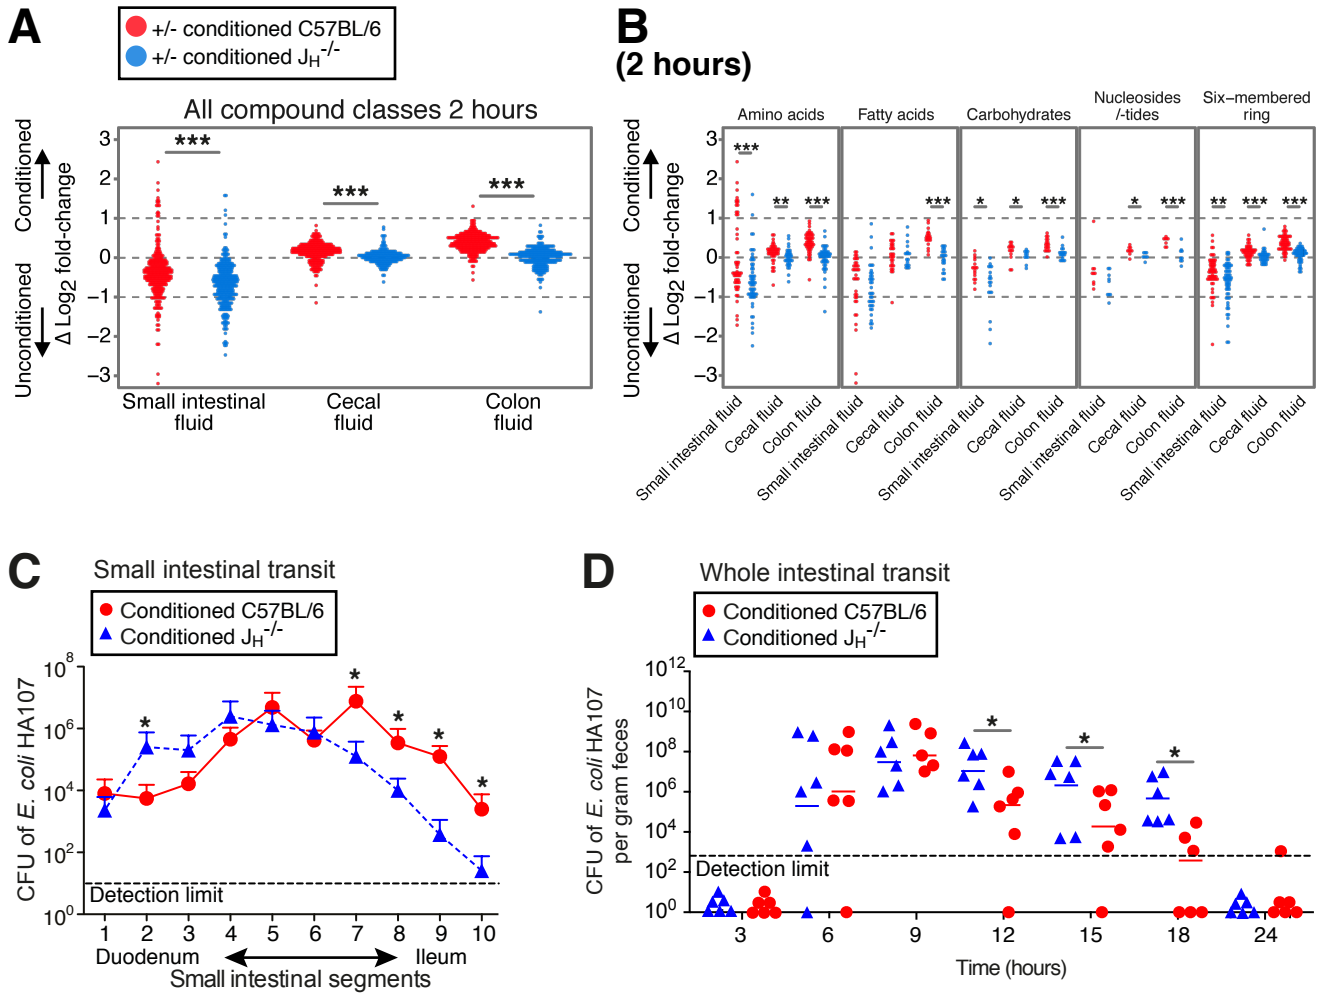 A
+/- conditioned C57BL/6
+/- conditioned JH-/-
All compound classes 2 hours
Conditioned
Unconditioned
Δ Log2 fold-change
3
2
1
0
−1
−2
−3
***
***
***
Small intestinal fluid
Cecal fluid
Colon fluid
B
(2 hours)
Amino acids
Fatty acids
Carbohydrates
Nucleosides /-tides
Six−membered ring
Conditioned
Unconditioned
Δ Log2 fold-change
3
2
1
0
−1
−2
−3
***
**
***
***
*
*
***
*
***
**
***
***
Small intestinal fluid
Cecal fluid
Colon fluid
Small intestinal fluid
Cecal fluid
Colon fluid
Small intestinal fluid
Cecal fluid
Colon fluid
Small intestinal fluid
Cecal fluid
Colon fluid
Small intestinal fluid
Cecal fluid
Colon fluid
C
Small intestinal transit
Conditioned C57BL/6
Conditioned JH-/-
CFU of E. coli HA107
10^8
10^6
10^4
10^2
10^0
*
*
*
*
*
Detection limit
1 2 3 4 5 6 7 8 9 10
Duodenum
Ileum
Small intestinal segments
D
Whole intestinal transit
Conditioned C57BL/6
Conditioned JH-/-
CFU of E. coli HA107
per gram feces
10^12
10^10
10^8
10^6
10^4
10^2
10^0
*
*
*
Detection limit
3 6 9 12 15 18 24
Time (hours)